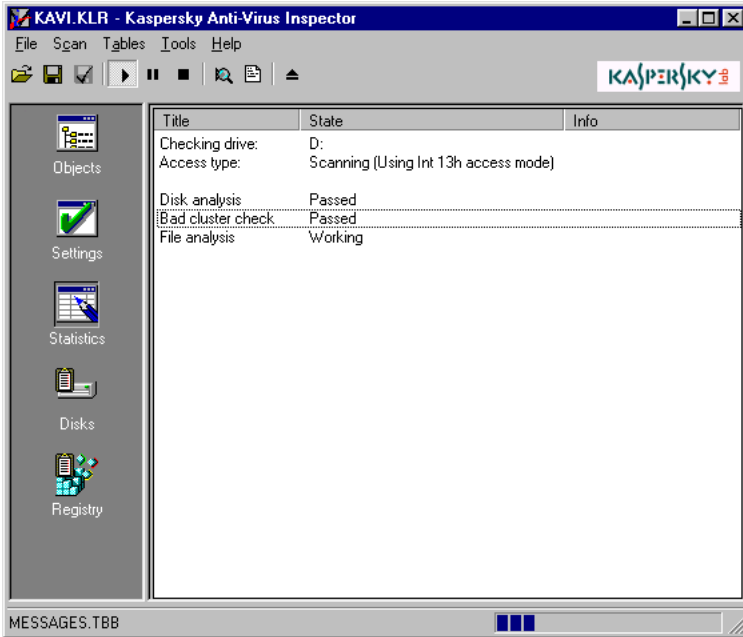 KAVI.KLR - Kaspersky Anti-Virus Inspector
File Scan Tables Tools Help
KASPERSKY lab
Title State Info
Checking drive: D:
Access type: Scanning (Using Int 13h access mode)
Disk analysis Passed
Bad cluster check Passed
File analysis Working
Objects
Settings
Statistics
Disks
Registry
MESSAGES.TBB